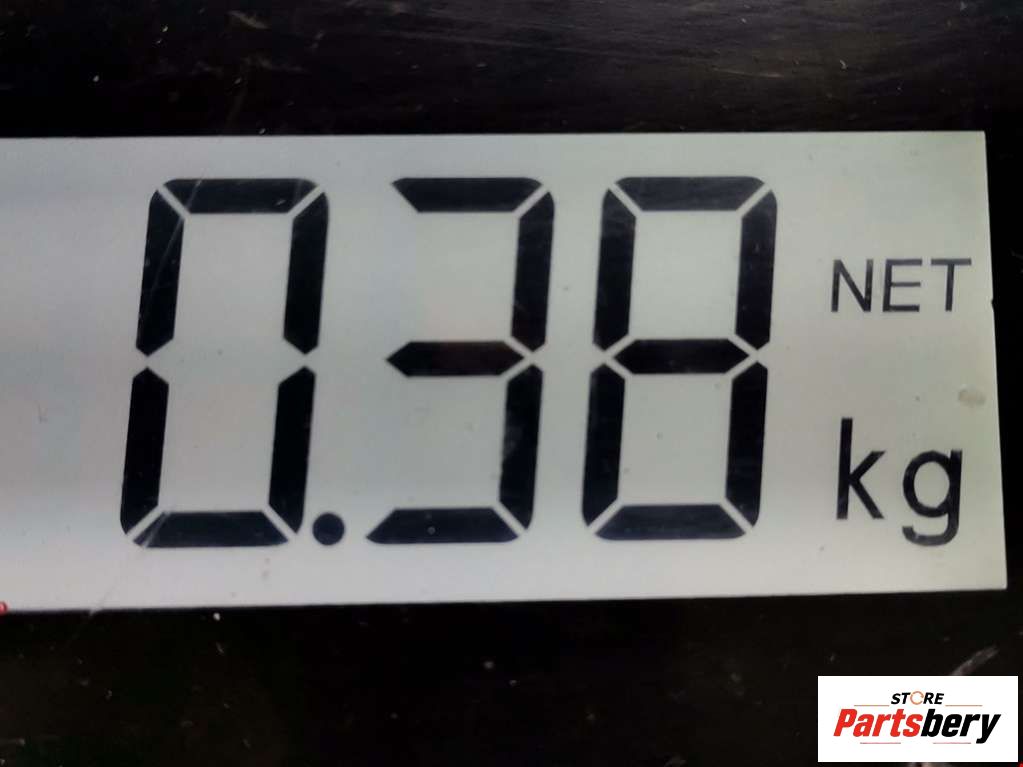 0.38 NET
kg
STORE
Partsbery